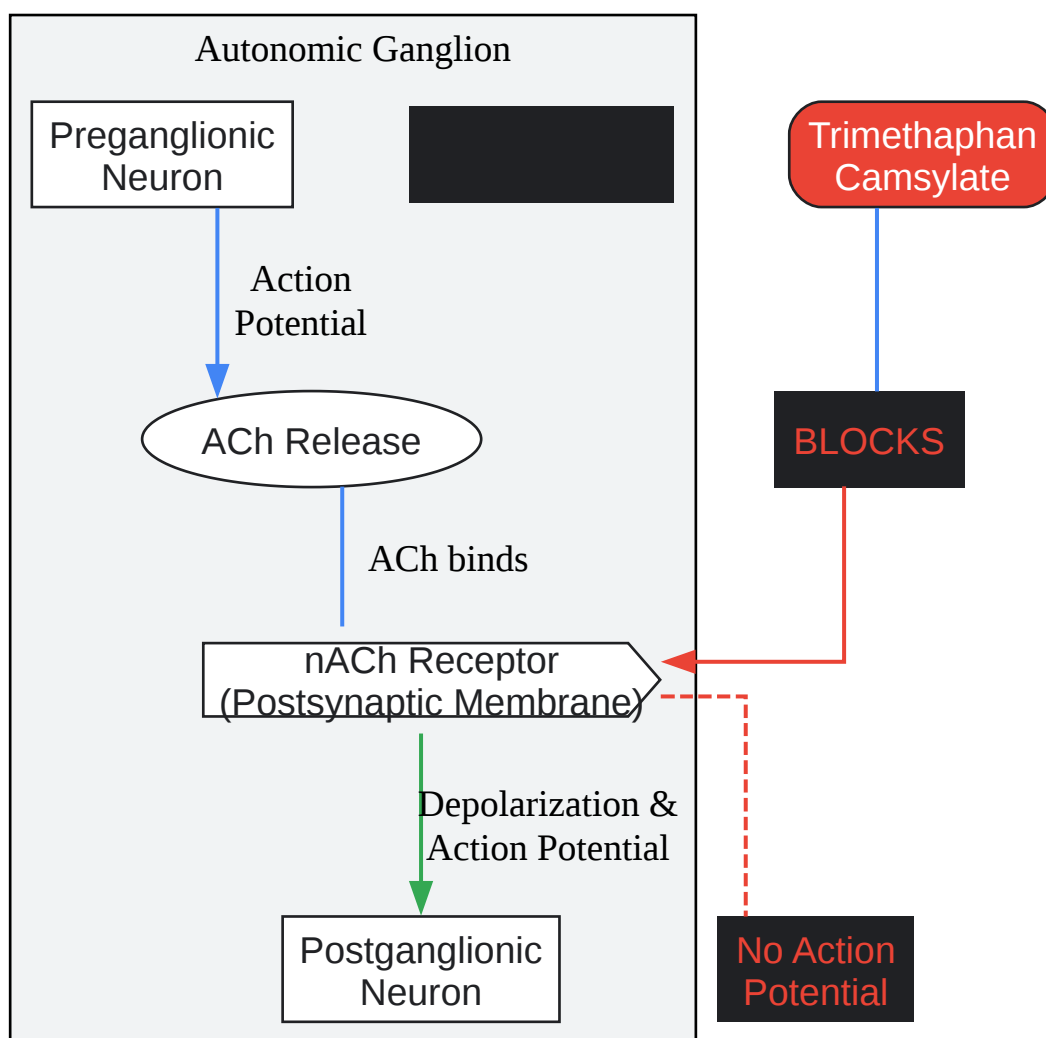 Autonomic Ganglion
Preganglionic
Neuron
Trimethaphan
Camsylate
Action
Potential
ACh Release
BLOCKS
ACh binds
nACh Receptor
(Postsynaptic Membrane)
Depolarization &
Action Potential
Postganglionic
Neuron
No Action
Potential